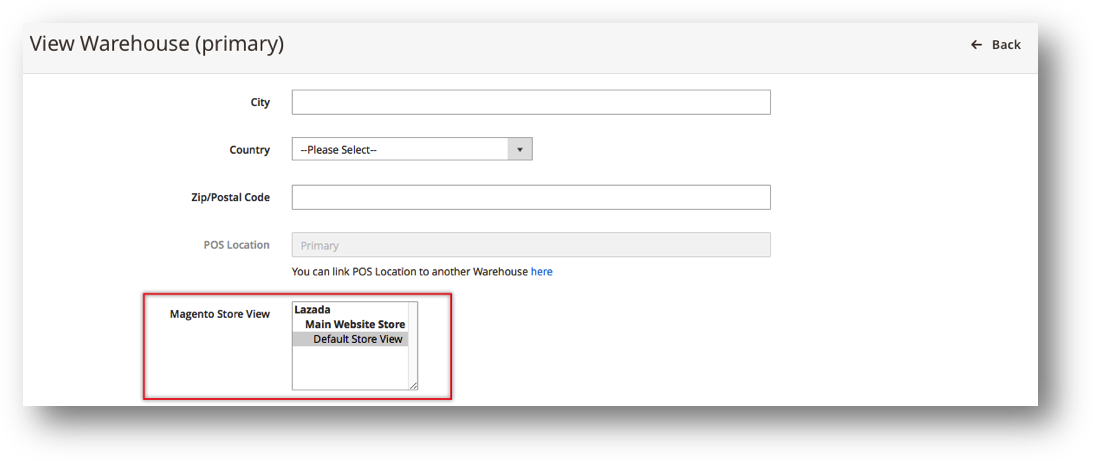 View Warehouse (primary)
← Back
City
Country
--Please Select--
Zip/Postal Code
POS Location
Primary
You can link POS Location to another Warehouse here
Magento Store View
Lazada
Main Website Store
Default Store View